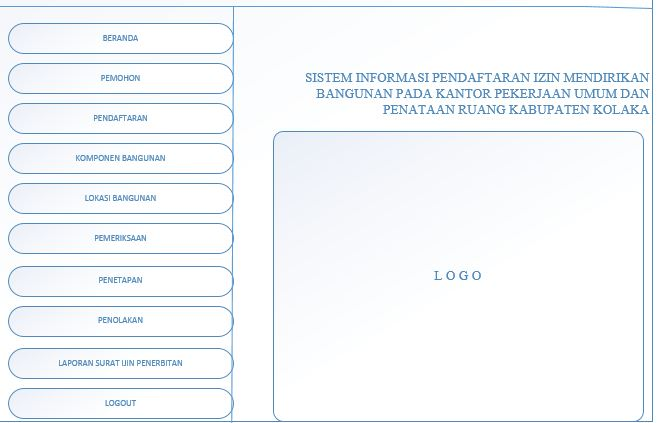 BERANDA
PEMOHON
PENDAFTARAN
KOMPONEN BANGUNAN
LOKASI BANGUNAN
PEMERIKSAAN
PENETAPAN
PENOLAKAN
LAPORAN SURAT IJIN PENERBITAN
LOGOUT
SISTEM INFORMASI PENDAFTARAN IZIN MENDIRIKAN
BANGUNAN PADA KANTOR PEKERJAAN UMUM DAN
PENATAAN RUANG KABUPATEN KOLAKA
L O G O